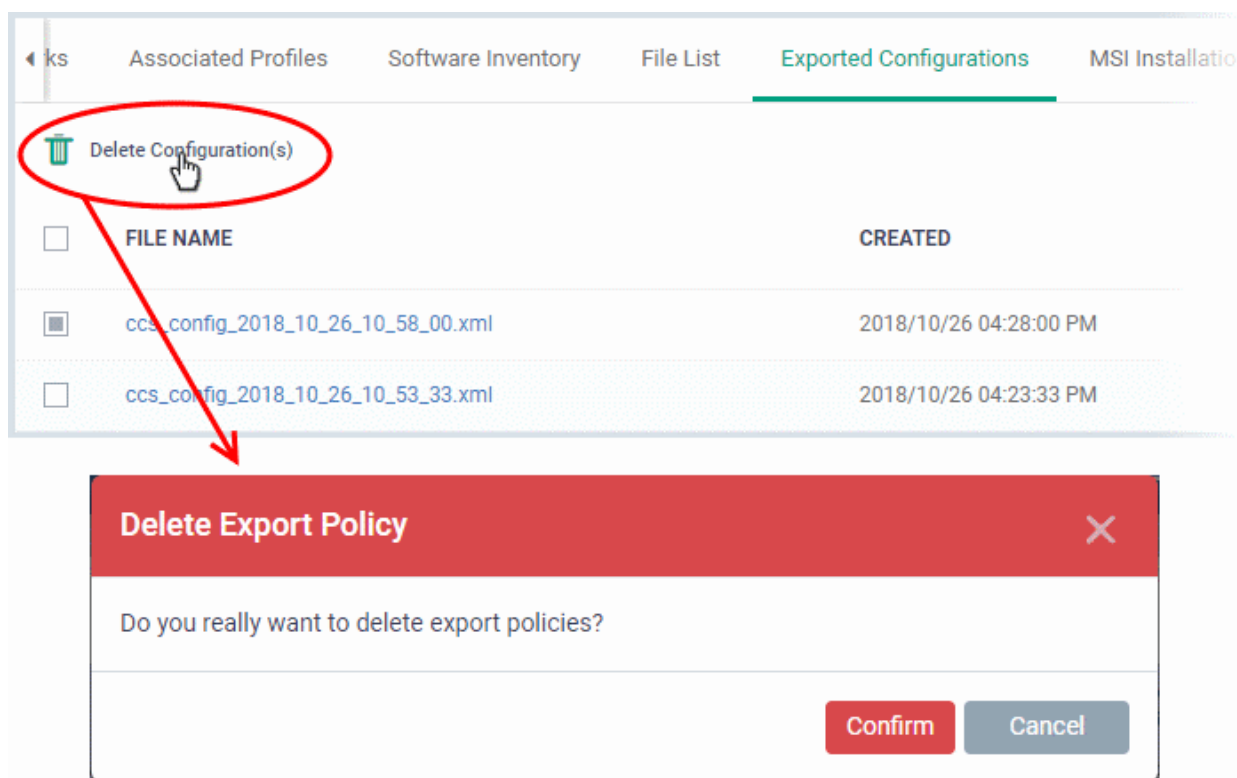 ks Associated Profiles Software Inventory File List Exported Configurations MSI Installatio
Delete Configuration(s)
FILE NAME CREATED
ccs_config_2018_10_26_10_58_00.xml 2018/10/26 04:28:00 PM
ccs_config_2018_10_26_10_53_33.xml 2018/10/26 04:23:33 PM
Delete Export Policy
Do you really want to delete export policies?
Confirm Cancel